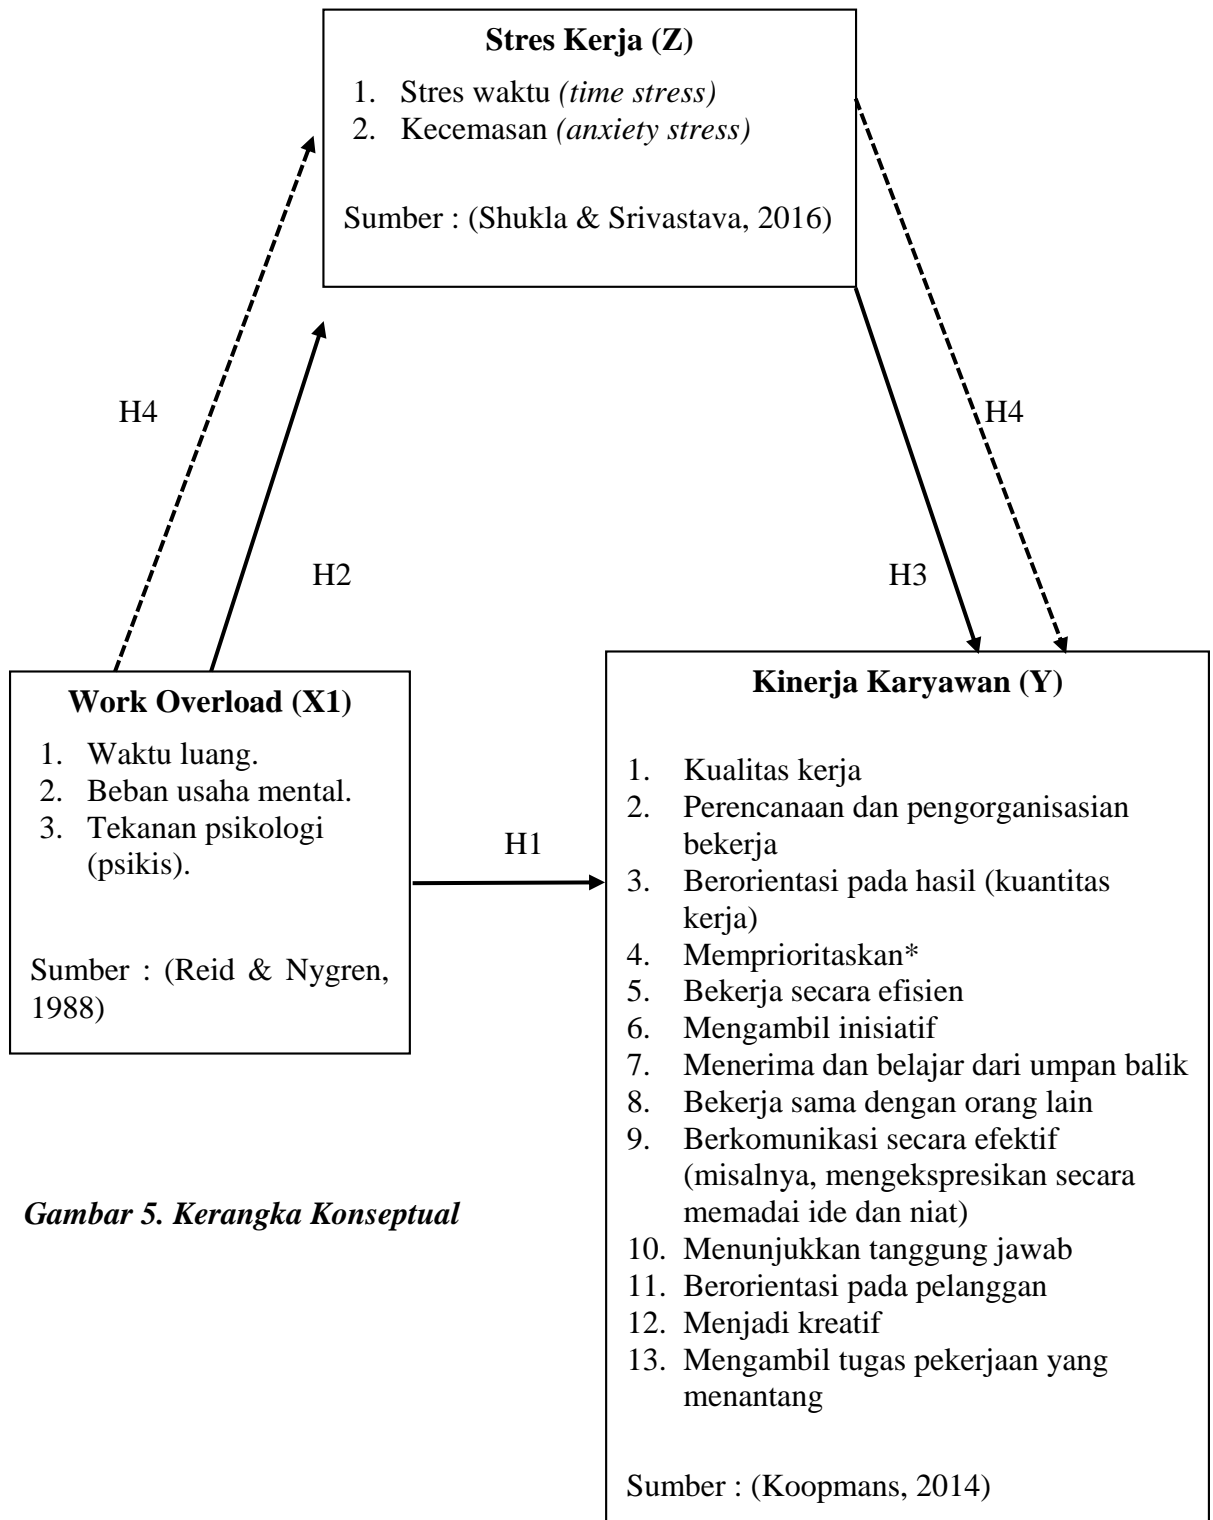 Stres Kerja (Z)
1. Stres waktu (time stress)
2. Kecemasan (anxiety stress)
Sumber : (Shukla & Srivastava, 2016)
H4
H4
H2
H3
Work Overload (X1)
1. Waktu luang.
2. Beban usaha mental.
3. Tekanan psikologi
(psikis).
Sumber : (Reid & Nygren,
1988)
H1
Kinerja Karyawan (Y)
1. Kualitas kerja
2. Perencanaan dan pengorganisasian
bekerja
3. Berorientasi pada hasil (kuantitas
kerja)
4. Memprioritaskan*
5. Bekerja secara efisien
6. Mengambil inisiatif
7. Menerima dan belajar dari umpan balik
8. Bekerja sama dengan orang lain
9. Berkomunikasi secara efektif
(misalnya, mengekspresikan secara
memadai ide dan niat)
10. Menunjukkan tanggung jawab
11. Berorientasi pada pelanggan
12. Menjadi kreatif
13. Mengambil tugas pekerjaan yang
menantang
Sumber : (Koopmans, 2014)
Gambar 5. Kerangka Konseptual